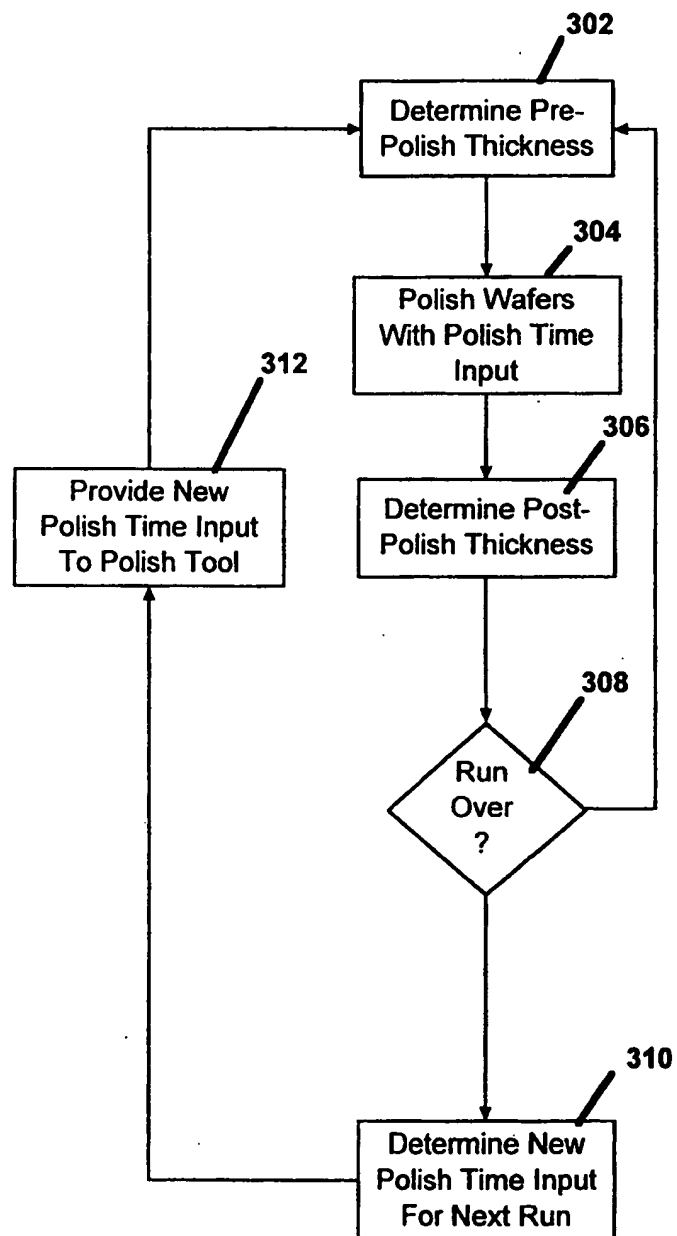 302
Determine Pre-
Polish Thickness
304
Polish Wafers
With Polish Time
Input
312
Provide New
Polish Time Input
To Polish Tool
306
Determine Post-
Polish Thickness
308
Run
Over
?
310
Determine New
Polish Time Input
For Next Run